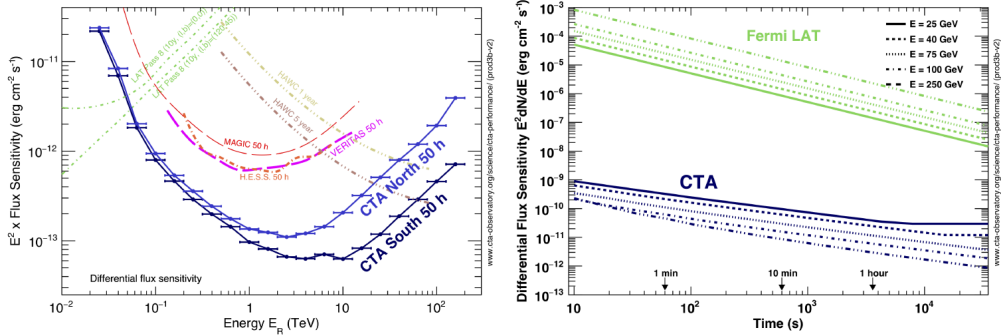 E² x Flux Sensitivity (erg cm⁻² s⁻¹)
10⁻¹¹
10⁻¹²
10⁻¹³
LAT Pass 8 (10y, (l,b)=(0,0))
HAWC 1 year
HAWC 5 year
MAGIC 50 h
VERITAS 50 h
H.E.S.S. 50 h
CTA North 50 h
CTA South 50 h
Differential flux sensitivity
10⁻²
10⁻¹
1
10
10²
Energy E_R (TeV)
www.cta-observatory.org/science/cta-performance/ (prod3b-v2)
Differential Flux Sensitivity E²dN/dE (erg cm⁻² s⁻¹)
10⁻³
10⁻⁴
10⁻⁵
10⁻⁶
10⁻⁷
10⁻⁸
10⁻⁹
10⁻¹⁰
10⁻¹¹
10⁻¹²
10⁻¹³
Fermi LAT
E = 25 GeV
E = 40 GeV
E = 75 GeV
E = 100 GeV
E = 250 GeV
CTA
1 min
10 min
1 hour
10
10²
10³
10⁴
Time (s)
www.cta-observatory.org/science/cta-performance/ (prod3b-v2)